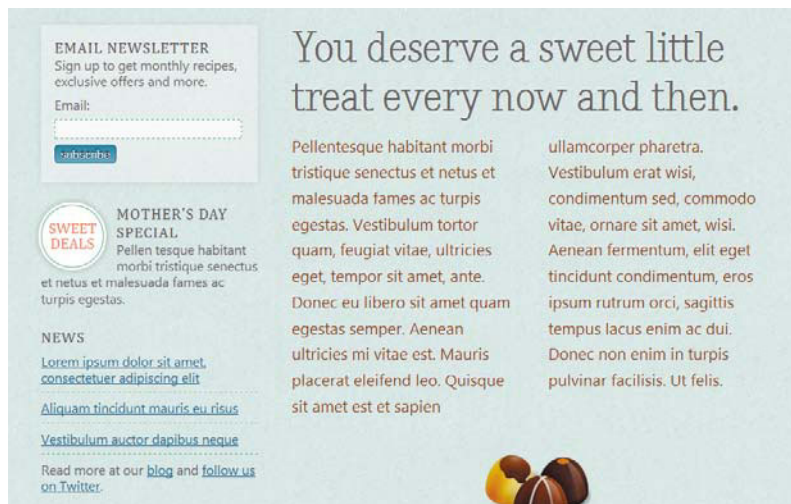 EMAIL NEWSLETTER
Sign up to get monthly recipes,
exclusive offers and more.
Email:
subscribe
SWEET
DEALS
MOTHER'S DAY
SPECIAL
Pellen tesque habitant
morbi tristique senectus
et netus et malesuada fames ac
turpis egestas.
NEWS
Lorem ipsum dolor sit amet,
consectetuer adipiscing elit
Aliquam tincidunt mauris eu risus
Vestibulum auctor dapibus neque
Read more at our blog and follow us
on Twitter.
You deserve a sweet little
treat every now and then.
Pellentesque habitant morbi
tristique senectus et netus et
malesuada fames ac turpis
egestas. Vestibulum tortor
quam, feugiat vitae, ultricies
eget, tempor sit amet, ante.
Donec eu libero sit amet quam
egestas semper. Aenean
ultricies mi vitae est. Mauris
placerat eleifend leo. Quisque
sit amet est et sapien
ullamcorper pharetra.
Vestibulum erat wisi,
condimentum sed, commodo
vitae, ornare sit amet, wisi.
Aenean fermentum, elit eget
tincidunt condimentum, eros
ipsum rutrum orci, sagittis
tempus lacus enim ac dui.
Donec non enim in turpis
pulvinar facilisis. Ut felis.